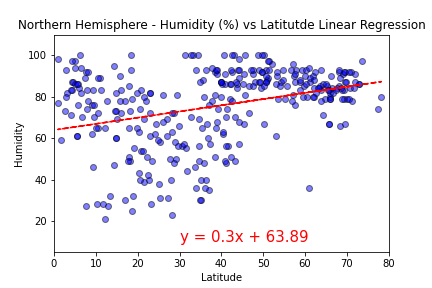 Northern Hemisphere - Humidity (%) vs Latitutde Linear Regression
100
80
60
40
20
Humidity
y = 0.3x + 63.89
0 10 20 30 40 50 60 70 80
Latitude